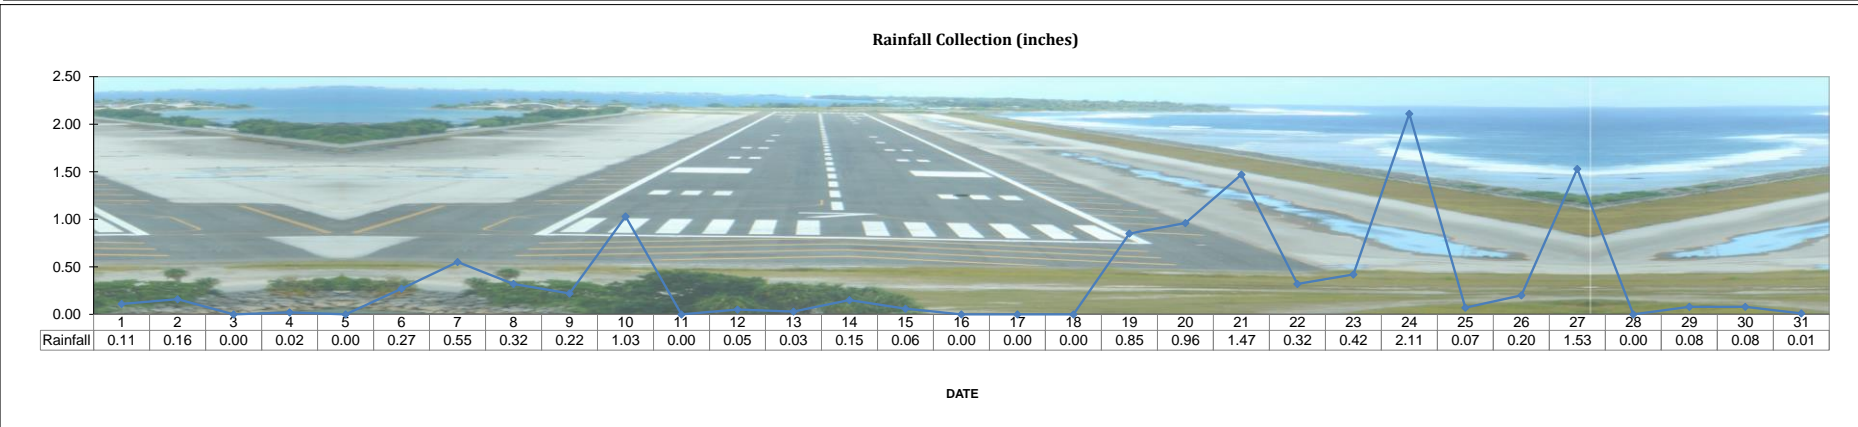 Rainfall Collection (inches)
2.50
2.00
1.50
1.00
0.50
0.00
1 2 3 4 5 6 7 8 9 10 11 12 13 14 15 16 17 18 19 20 21 22 23 24 25 26 27 28 29 30 31
Rainfall 0.11 0.16 0.00 0.02 0.00 0.27 0.55 0.32 0.22 1.03 0.00 0.05 0.03 0.15 0.06 0.00 0.00 0.00 0.85 0.96 1.47 0.32 0.42 2.11 0.07 0.20 1.53 0.00 0.08 0.08 0.01
DATE